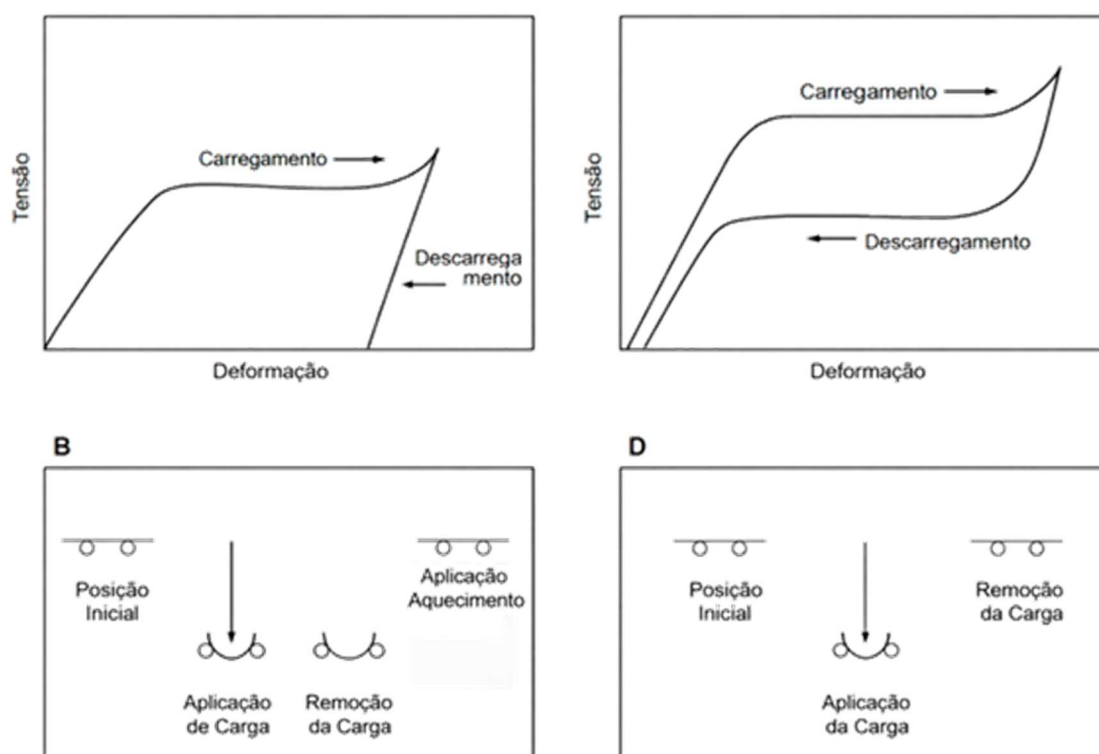 Tensão
Carregamento
Descarrega
mento
Deformação
Tensão
Carregamento
Descarregamento
Deformação
B
Posição
Inicial
Aplicação
de Carga
Remoção
da Carga
Aplicação
Aquecimento
D
Posição
Inicial
Aplicação
da Carga
Remoção
da Carga